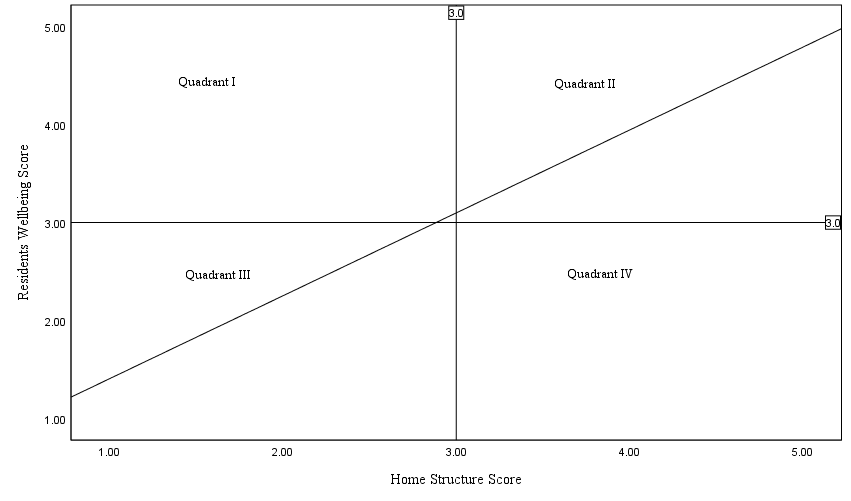 3.0
5.00
Quadrant I
Quadrant II
4.00
Residents Wellbeing Score
3.00
3.0
Quadrant III
Quadrant IV
2.00
1.00
1.00
2.00
3.00
4.00
5.00
Home Structure Score